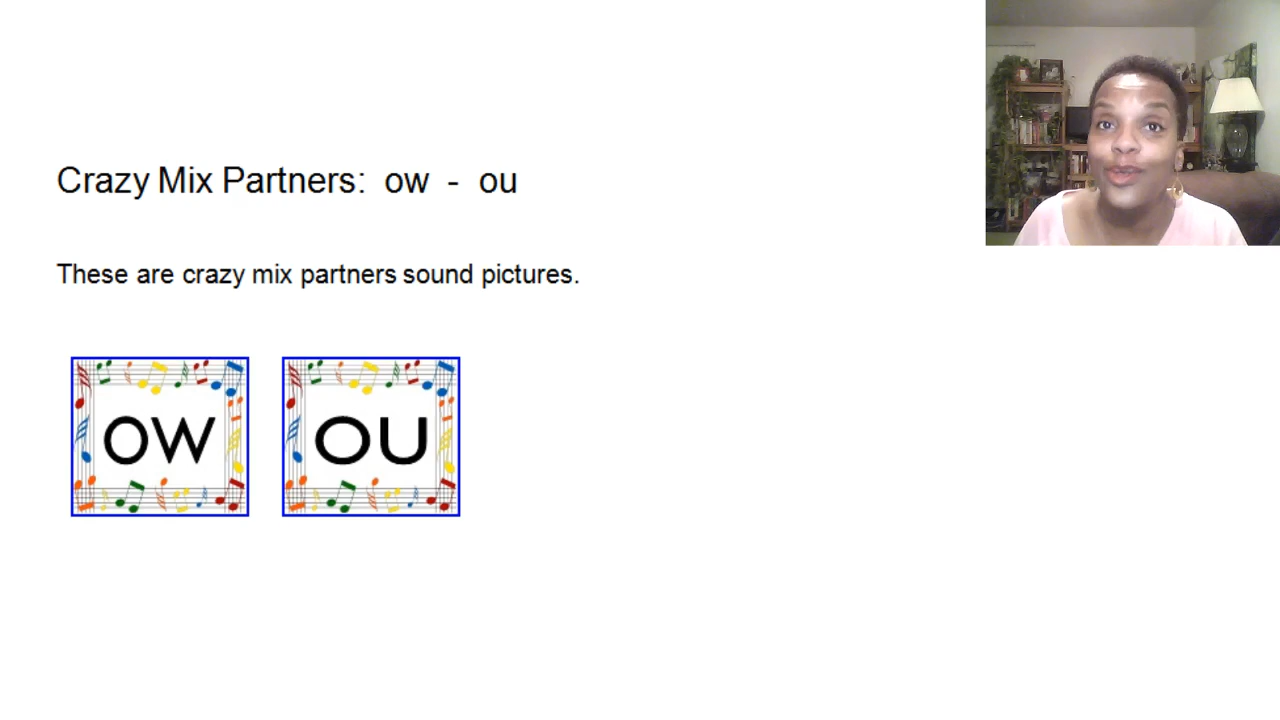 Crazy Mix Partners: ow - ou
These are crazy mix partners sound pictures.
ow ou